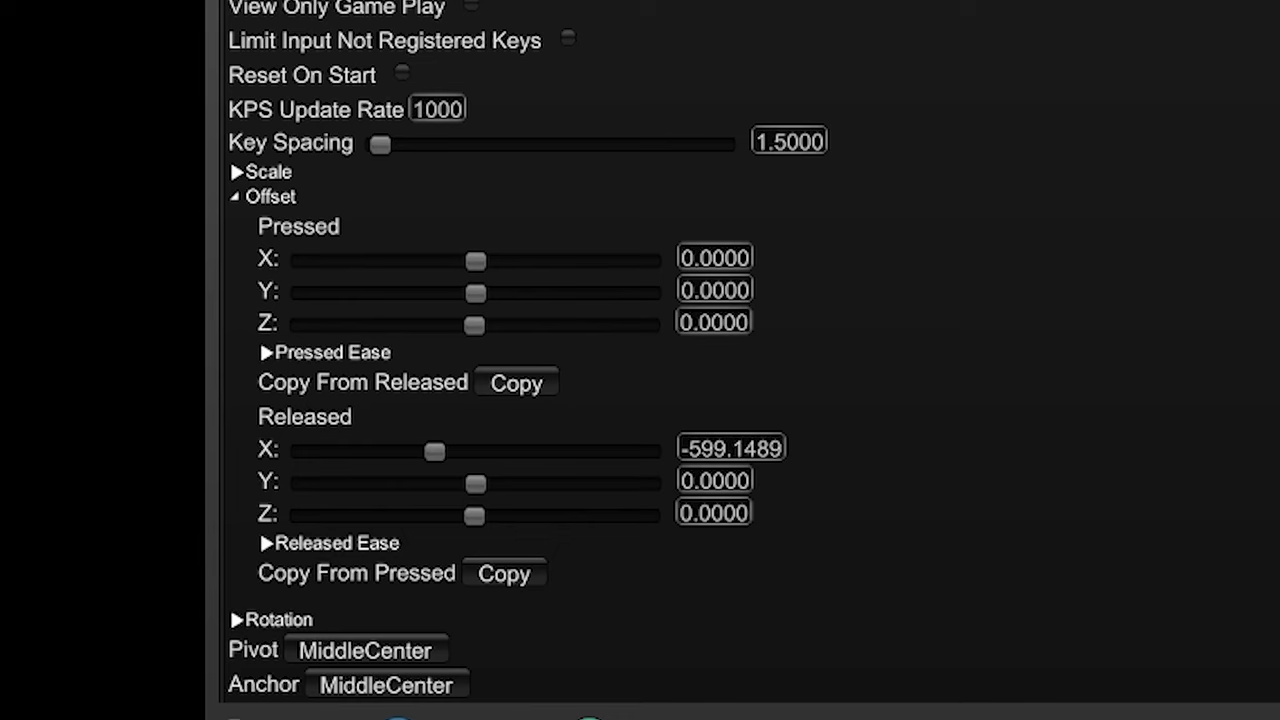 View Only Game Play
Limit Input Not Registered Keys
Reset On Start
KPS Update Rate 1000
Key Spacing 1.5000
Scale
Offset
Pressed
X: 0.0000
Y: 0.0000
Z: 0.0000
Pressed Ease
Copy From Released Copy
Released
X: -599.1489
Y: 0.0000
Z: 0.0000
Released Ease
Copy From Pressed Copy
Rotation
Pivot MiddleCenter
Anchor MiddleCenter